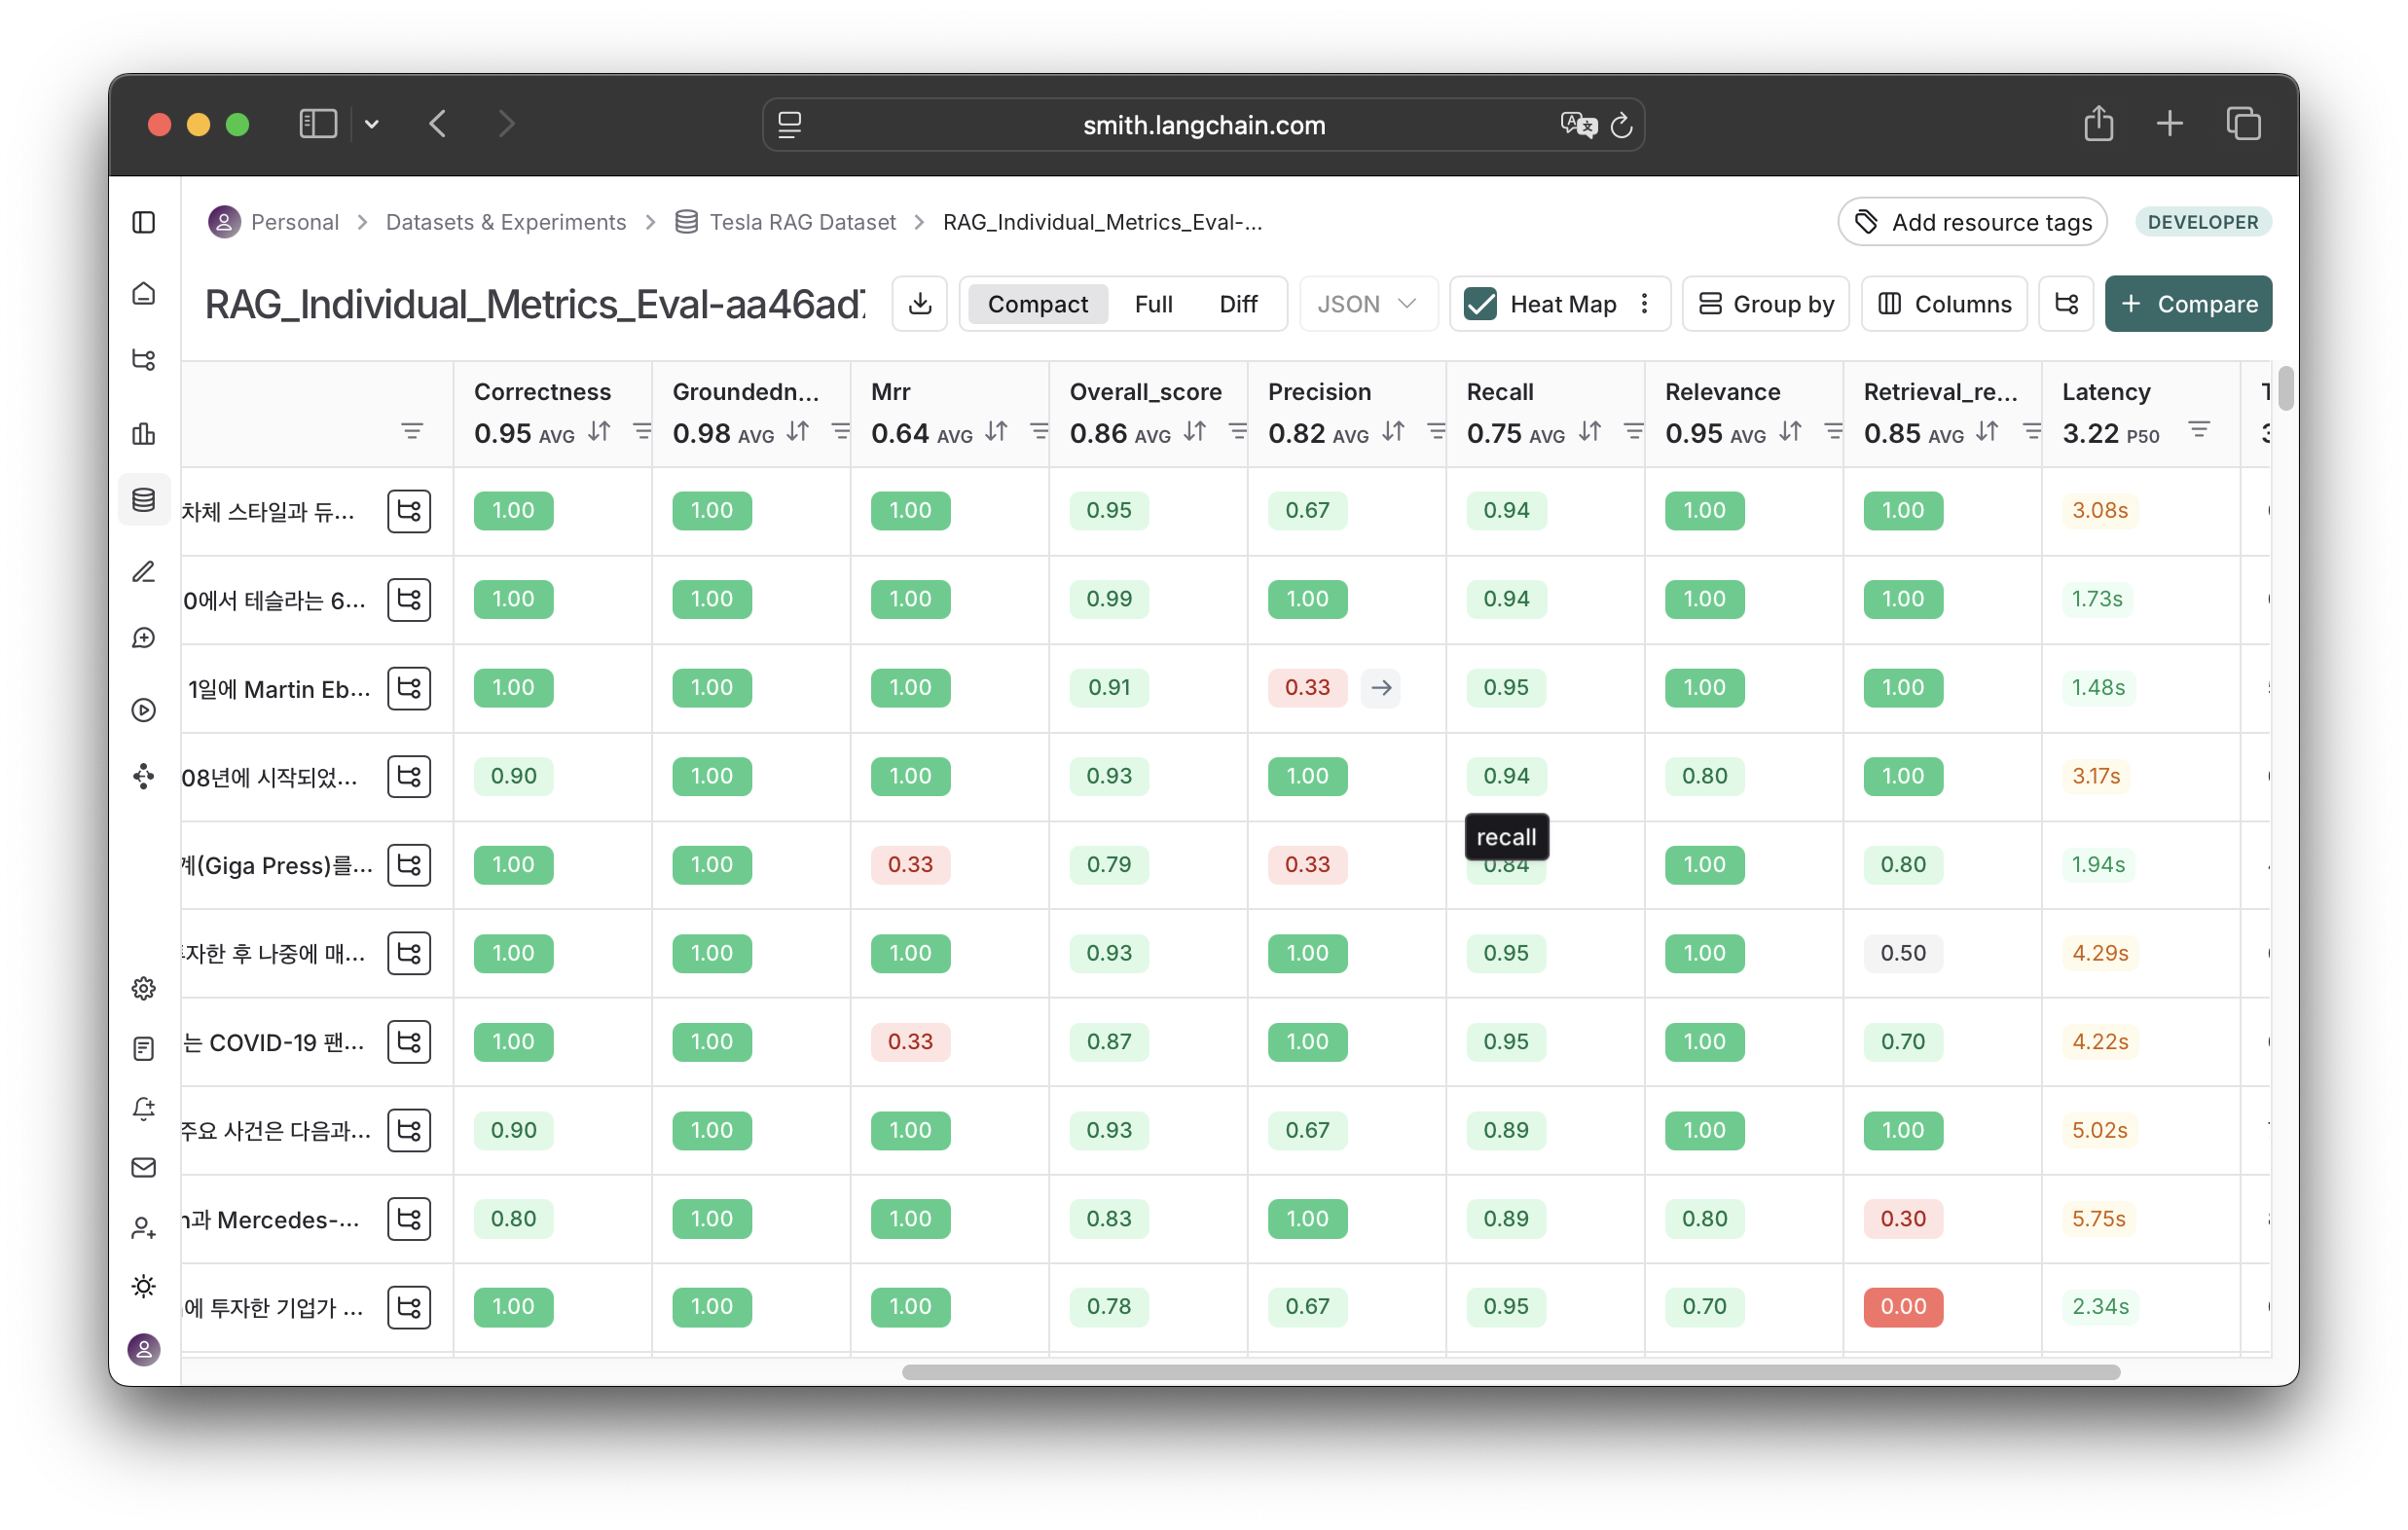 smith.langchain.com
Personal > Datasets & Experiments > Tesla RAG Dataset > RAG_Individual_Metrics_Eval-...
Add resource tags
DEVELOPER
RAG_Individual_Metrics_Eval-aa46ad7
Compact Full Diff
JSON
Heat Map
Group by
Columns
+ Compare
Correctness Groundedn... Mrr Overall_score Precision Recall Relevance Retrieval_re... Latency
0.95 AVG 0.98 AVG 0.64 AVG 0.86 AVG 0.82 AVG 0.75 AVG 0.95 AVG 0.85 AVG 3.22 P50
차체 스타일과 듀... 1.00 1.00 1.00 0.95 0.67 0.94 1.00 1.00 3.08s
0에서 테슬라는 6... 1.00 1.00 1.00 0.99 1.00 0.94 1.00 1.00 1.73s
1일에 Martin Eb... 1.00 1.00 1.00 0.91 0.33 0.95 1.00 1.00 1.48s
08년에 시작되었... 0.90 1.00 1.00 0.93 1.00 0.94 0.80 1.00 3.17s
recall
계(Giga Press)를... 1.00 1.00 0.33 0.79 0.33 0.84 1.00 0.80 1.94s
투자한 후 나중에 매... 1.00 1.00 1.00 0.93 1.00 0.95 1.00 0.50 4.29s
는 COVID-19 팬... 1.00 1.00 0.33 0.87 1.00 0.95 1.00 0.70 4.22s
주요 사건은 다음과... 0.90 1.00 1.00 0.93 0.67 0.89 1.00 1.00 5.02s
과 Mercedes-... 0.80 1.00 1.00 0.83 1.00 0.89 0.80 0.30 5.75s
에 투자한 기업가 ... 1.00 1.00 1.00 0.78 0.67 0.95 0.70 0.00 2.34s